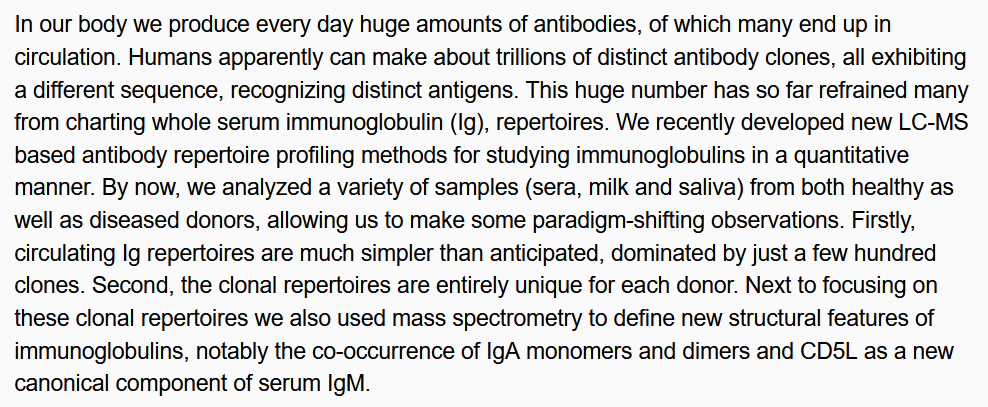 In our body we produce every day huge amounts of antibodies, of which many end up in
circulation. Humans apparently can make about trillions of distinct antibody clones, all exhibiting
a different sequence, recognizing distinct antigens. This huge number has so far refrained many
from charting whole serum immunoglobulin (Ig), repertoires. We recently developed new LC-MS
based antibody repertoire profiling methods for studying immunoglobulins in a quantitative
manner. By now, we analyzed a variety of samples (sera, milk and saliva) from both healthy as
well as diseased donors, allowing us to make some paradigm-shifting observations. Firstly,
circulating Ig repertoires are much simpler than anticipated, dominated by just a few hundred
clones. Second, the clonal repertoires are entirely unique for each donor. Next to focusing on
these clonal repertoires we also used mass spectrometry to define new structural features of
immunoglobulins, notably the co-occurrence of IgA monomers and dimers and CD5L as a new
canonical component of serum IgM.